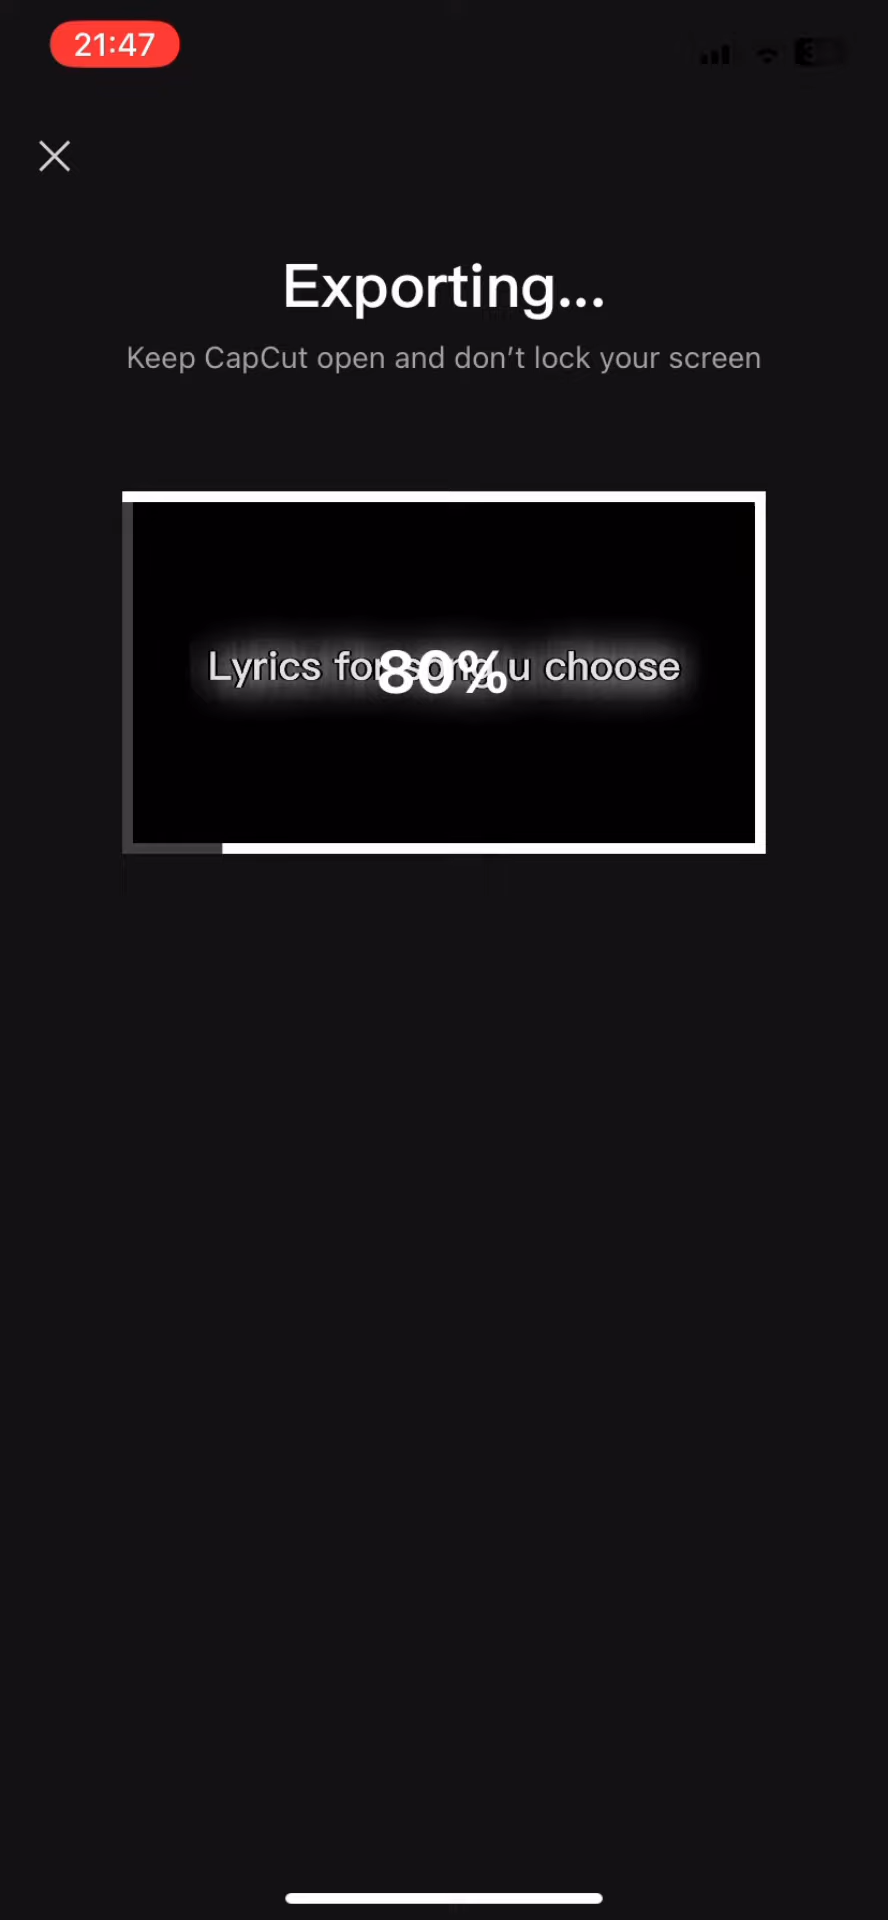 21:47
Exporting...
Keep CapCut open and don’t lock your screen
Lyrics for song u choose
80%